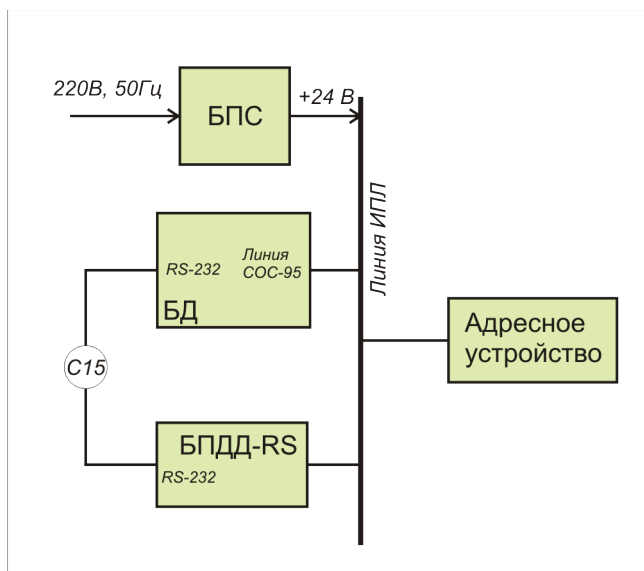 220В, 50Гц
БПС
+24 В
Линия ИПЛ
RS-232
Линия
СОС-95
БД
Адресное
устройство
С15
БПДД-RS
RS-232